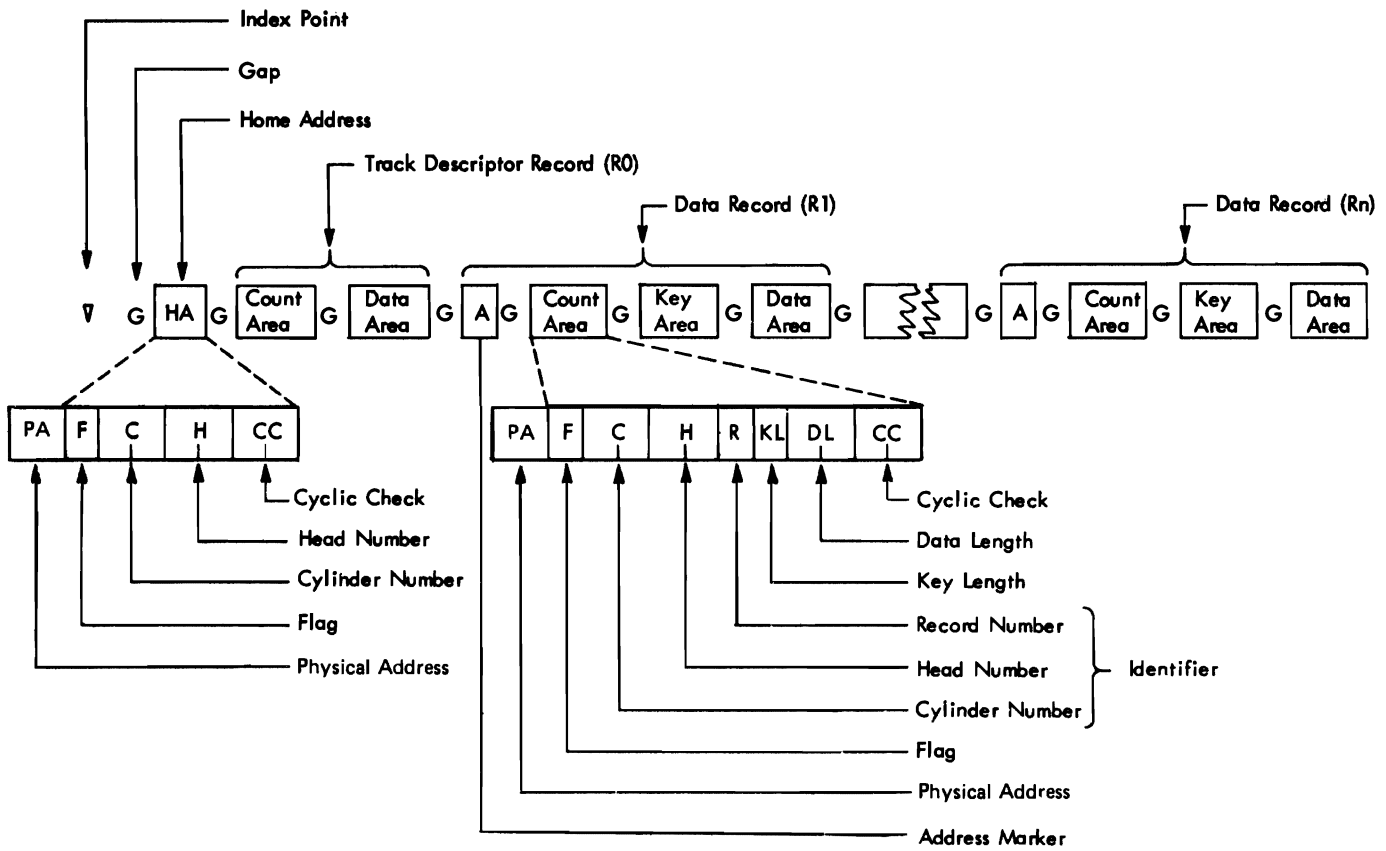 Index Point
Gap
Home Address
Track Descriptor Record (R0)
Data Record (R1)
Data Record (Rn)
G HA G Count Area G Data Area G A G Count Area G Key Area G Data Area G G A G Count Area G Key Area G Data Area
PA F C H CC
PA F C H R KL DL CC
Cyclic Check
Head Number
Cylinder Number
Flag
Physical Address
Cyclic Check
Data Length
Key Length
Record Number
Head Number
Cylinder Number
Identifier
Flag
Physical Address
Address Marker